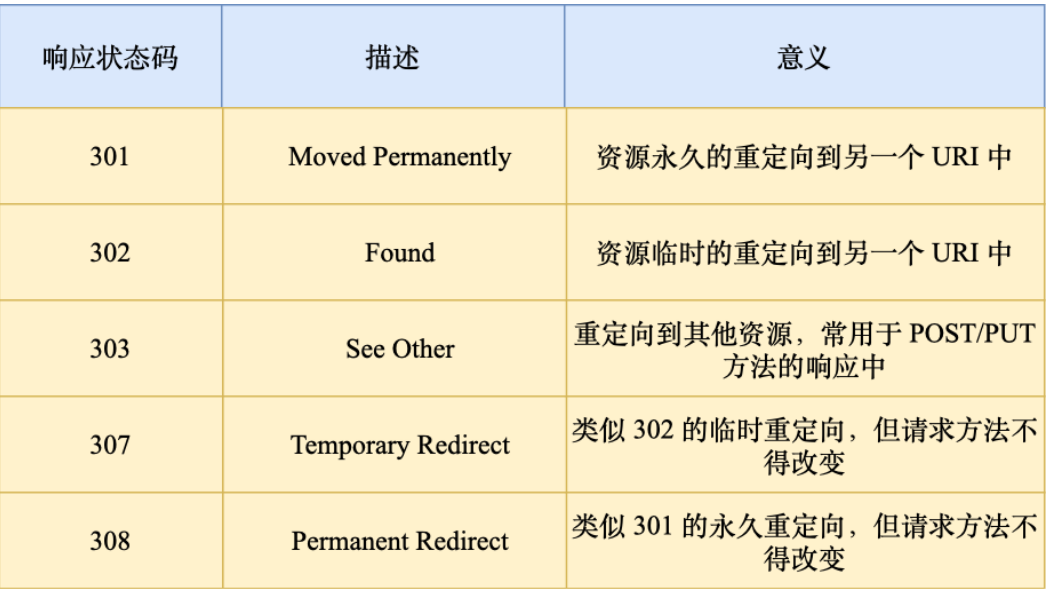 响应状态码 描述 意义
301 Moved Permanently 资源永久的重定向到另一个 URI 中
302 Found 资源临时的重定向到另一个 URI 中
303 See Other 重定向到其他资源，常用于 POST/PUT
方法的响应中
307 Temporary Redirect 类似 302 的临时重定向，但请求方法不
得改变
308 Permanent Redirect 类似 301 的永久重定向，但请求方法不
得改变